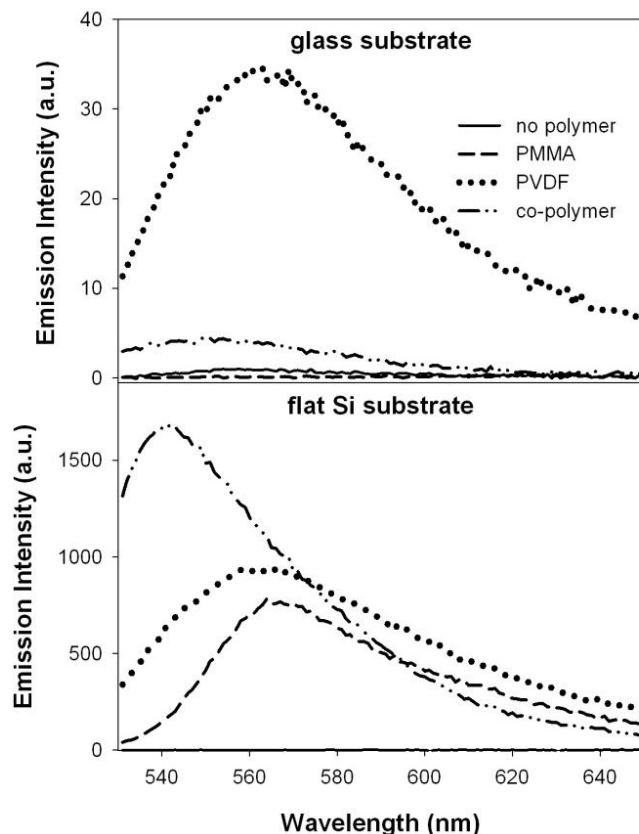 glass substrate
Emission Intensity (a.u.)
40
30
20
10
0
no polymer
PMMA
PVDF
co-polymer
flat Si substrate
Emission Intensity (a.u.)
1500
1000
500
0
540 560 580 600 620 640
Wavelength (nm)